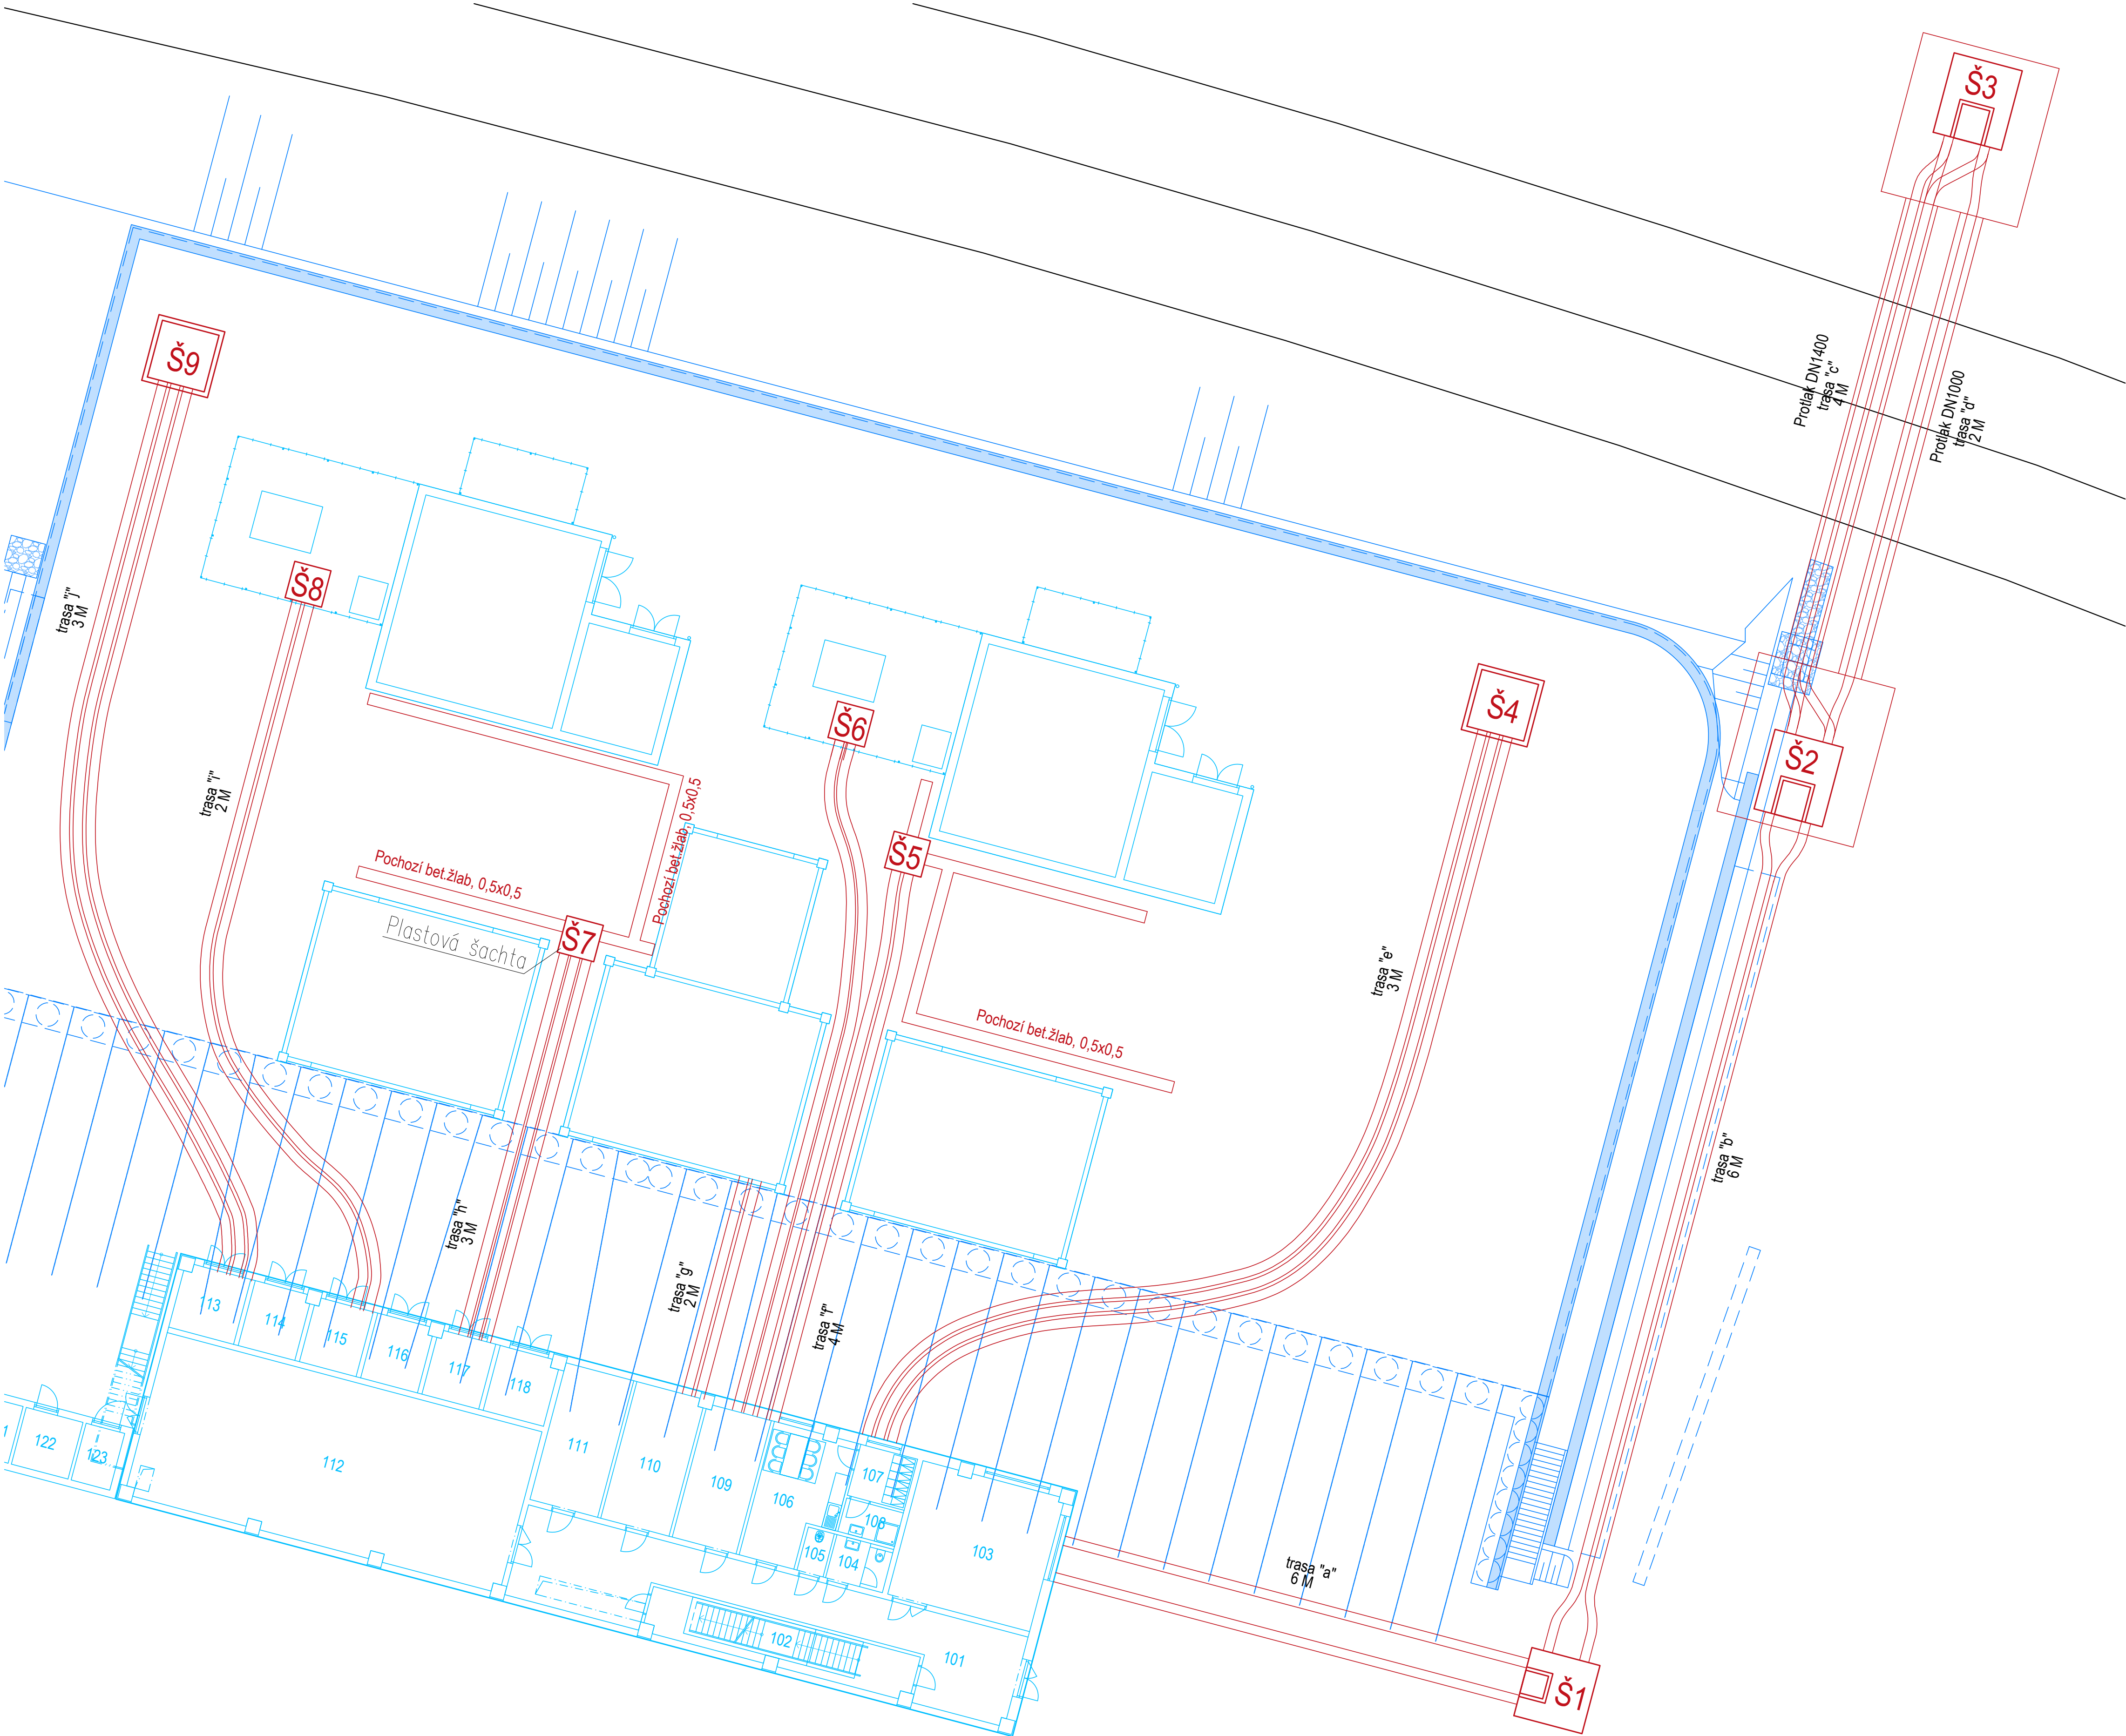 Š3
Protlak DN1400
trasa "c"
4 M
Protlak DN1000
trasa "d"
2 M
Š9
Š8
trasa "j"
3 M
Š6
Š4
Š2
trasa "i"
2 M
Š5
Pochozí bet.žlab, 0,5x0,5
Pochozí bet.žlab, 0,5x0,5
Plastová šachta
Š7
trasa "e"
3 M
Pochozí bet.žlab, 0,5x0,5
trasa "b"
6 M
trasa "h"
3 M
trasa "g"
2 M
trasa "f"
4 M
113
114
115
116
117
118
122
123
112
111
110
109
106
107
108
105
104
103
trasa "a"
6 M
102
101
Š1